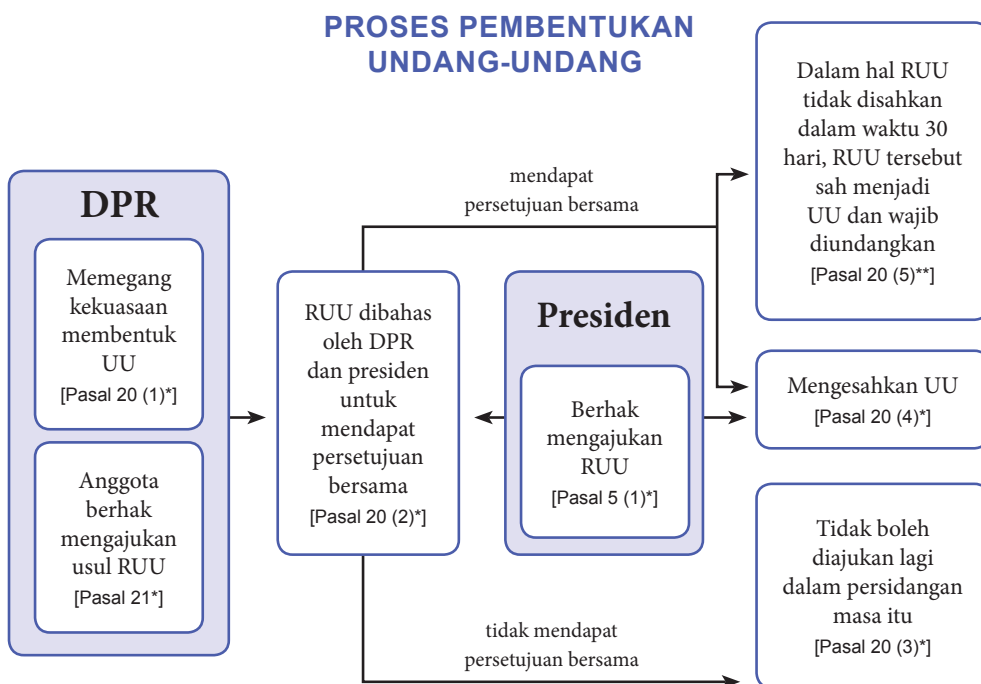 PROSES PEMBENTUKAN
UNDANG-UNDANG
DPR
Memegang
kekuasaan
membentuk
UU
[Pasal 20 (1)*]
Anggota
berhak
mengajukan
usul RUU
[Pasal 21*]
RUU dibahas
oleh DPR
dan presiden
untuk
mendapat
persetujuan
bersama
[Pasal 20 (2)*]
mendapat
persetujuan bersama
Presiden
Berhak
mengajukan
RUU
[Pasal 5 (1)*]
tidak mendapat
persetujuan bersama
Dalam hal RUU
tidak disahkan
dalam waktu 30
hari, RUU tersebut
sah menjadi
UU dan wajib
diundangkan
[Pasal 20 (5)**]
Mengesahkan UU
[Pasal 20 (4)*]
Tidak boleh
diajukan lagi
dalam persidangan
masa itu
[Pasal 20 (3)*]